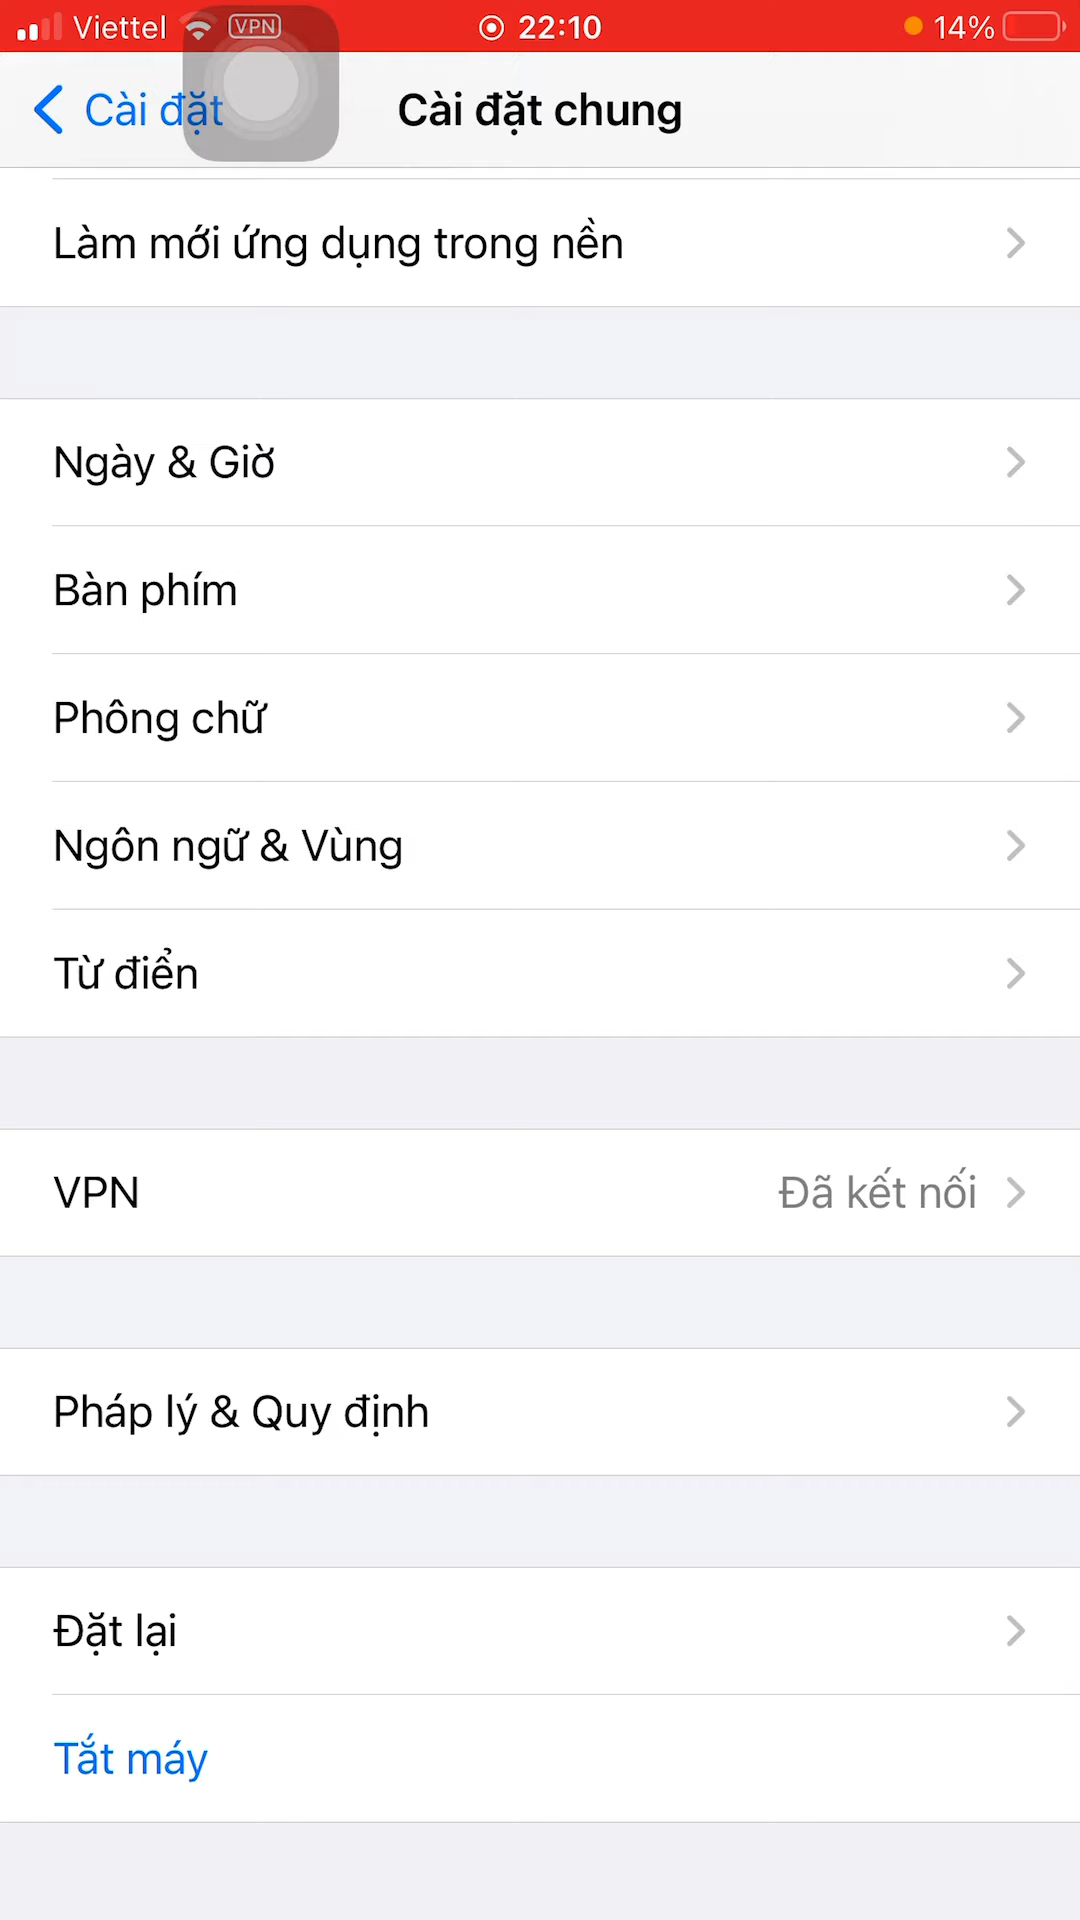 Viettel VPN 22:10 14%
Cài đặt Cài đặt chung
Làm mới ứng dụng trong nền
Ngày & Giờ
Bàn phím
Phông chữ
Ngôn ngữ & Vùng
Từ điển
VPN Đã kết nối
Pháp lý & Quy định
Đặt lại
Tắt máy